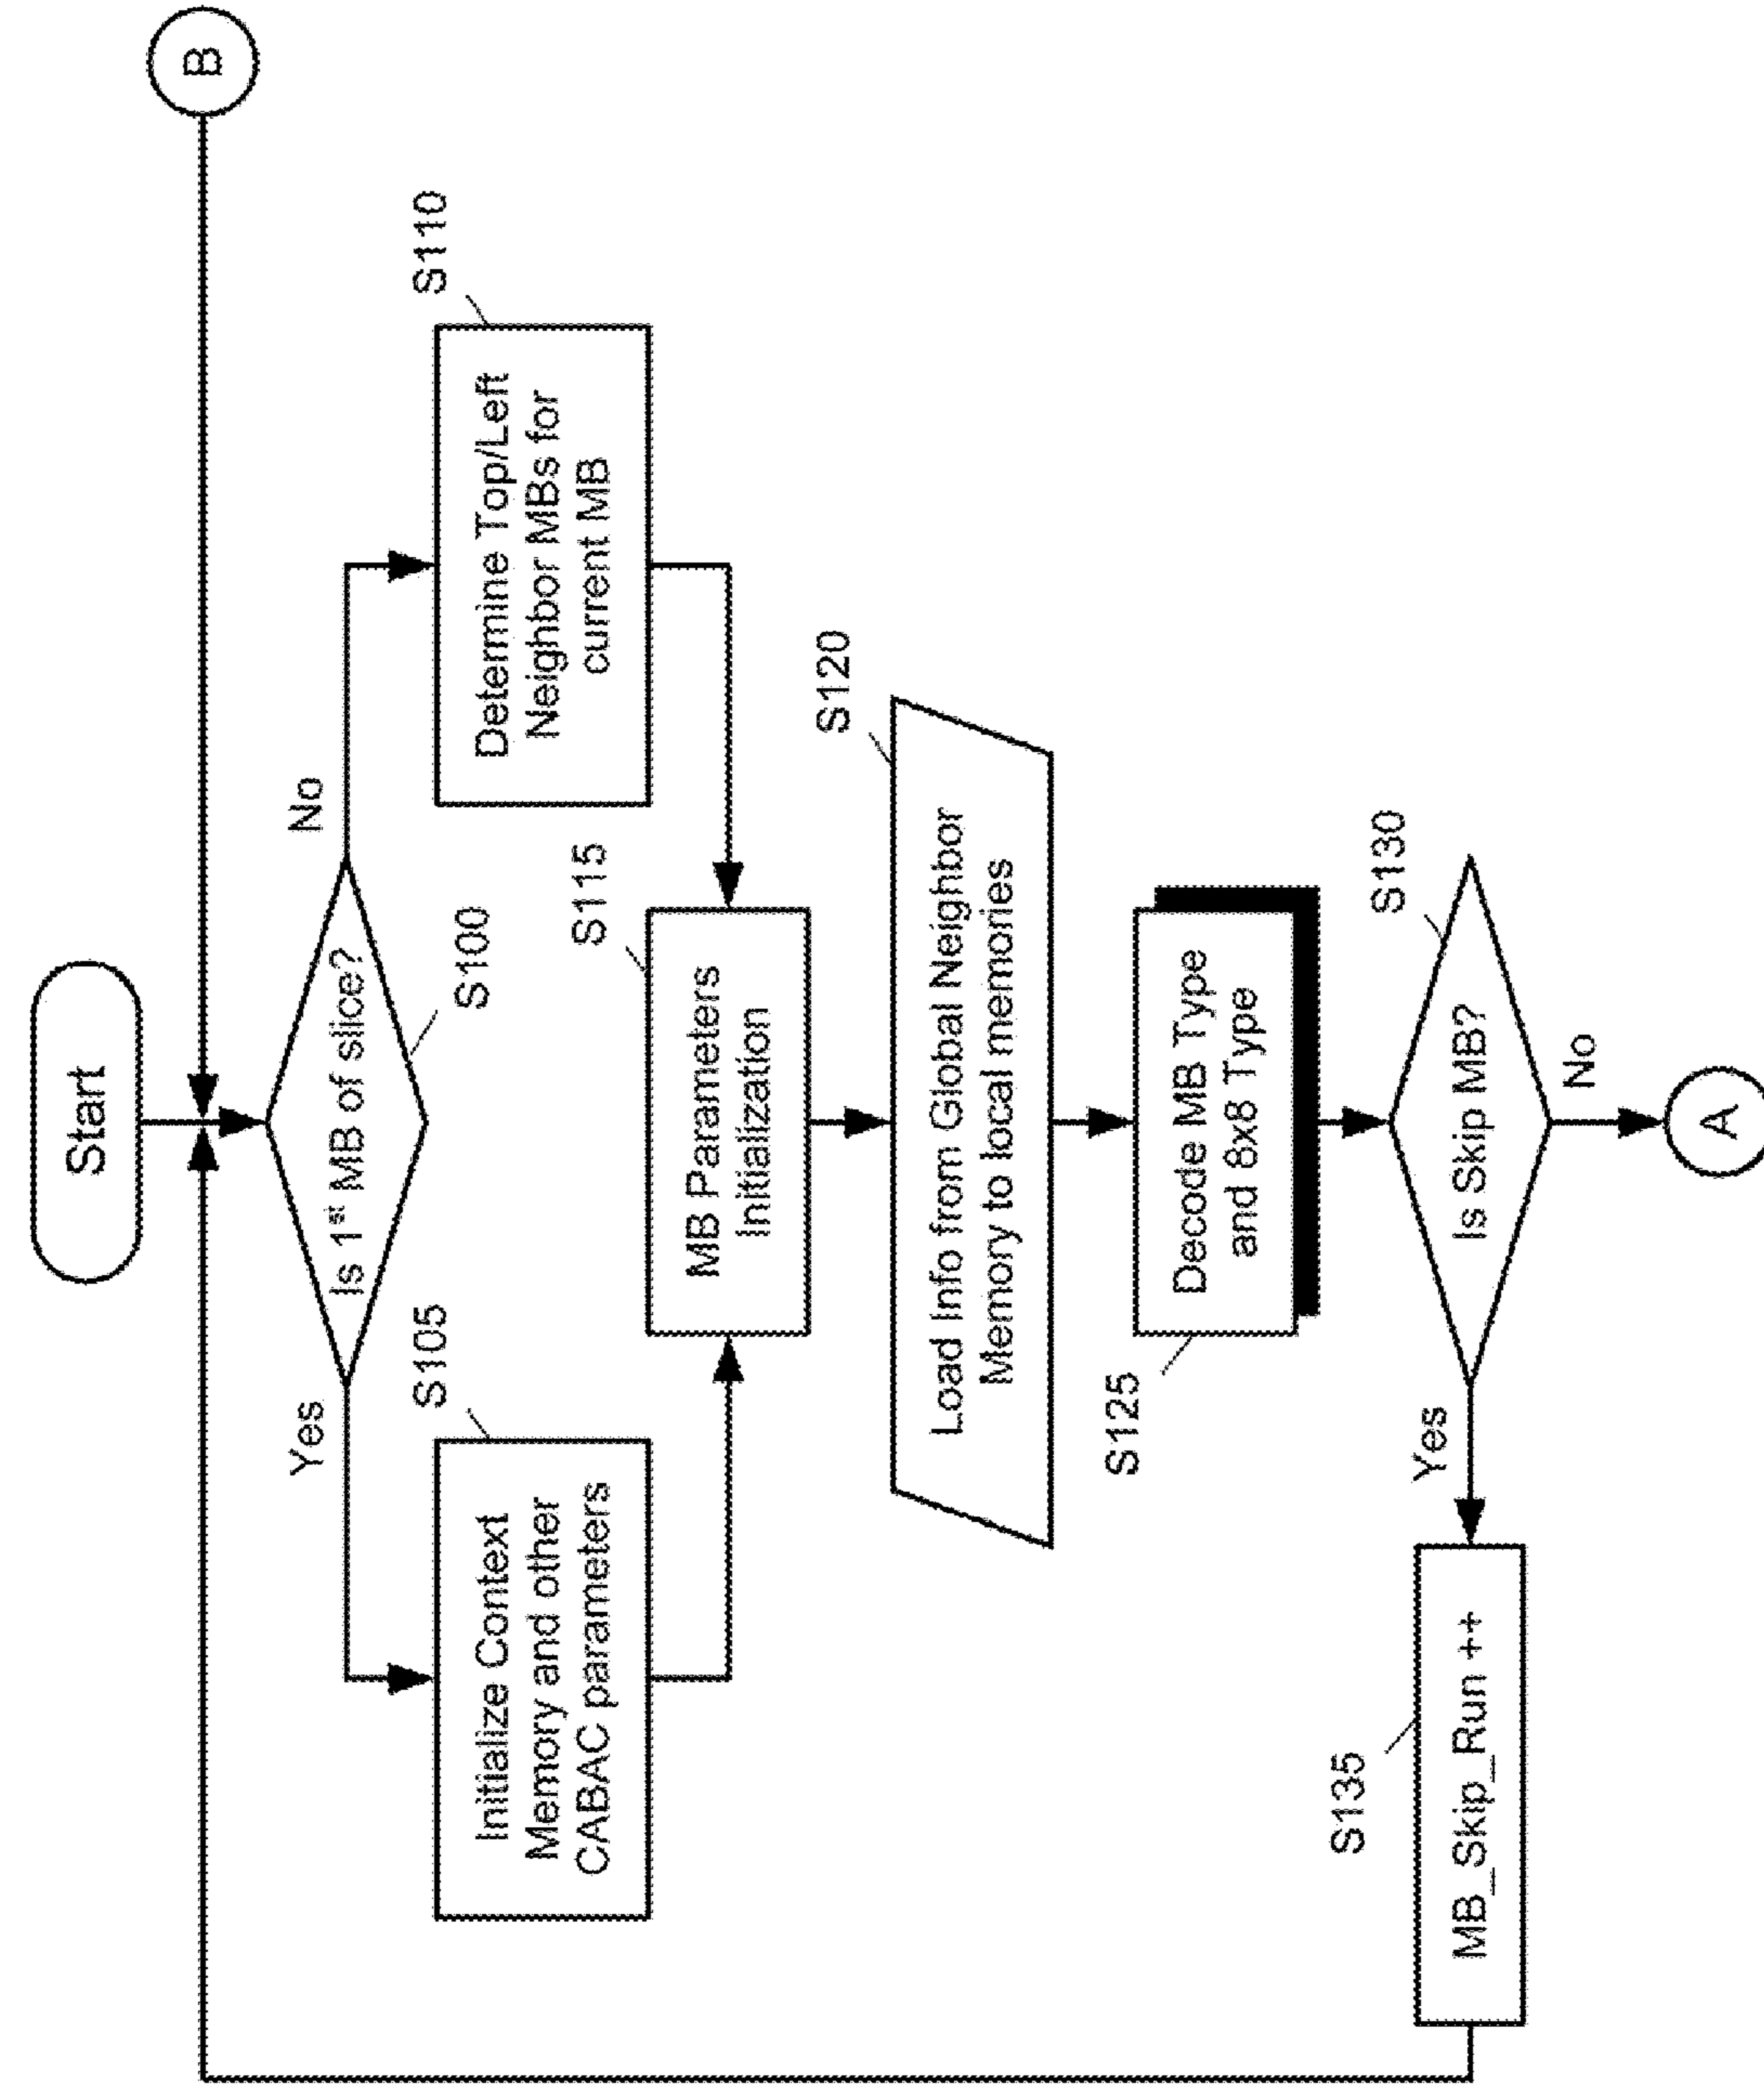 Start
B
Is 1st MB of slice?
S100
Yes
No
S105
Initialize Context
Memory and other
CABAC parameters
S110
Determine Top/Left
Neighbor MBs for
current MB
S115
MB Parameters
Initialization
S120
Load Info from Global Neighbor
Memory to local memories
S125
Decode MB Type
and 8x8 Type
S130
Is Skip MB?
Yes
No
S135
MB_Skip_Run ++
A